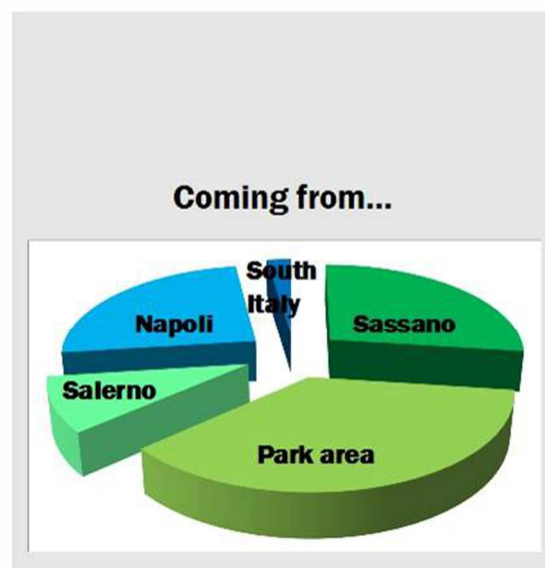 Coming from...
South
Italy
Napoli
Sassano
Salerno
Park area